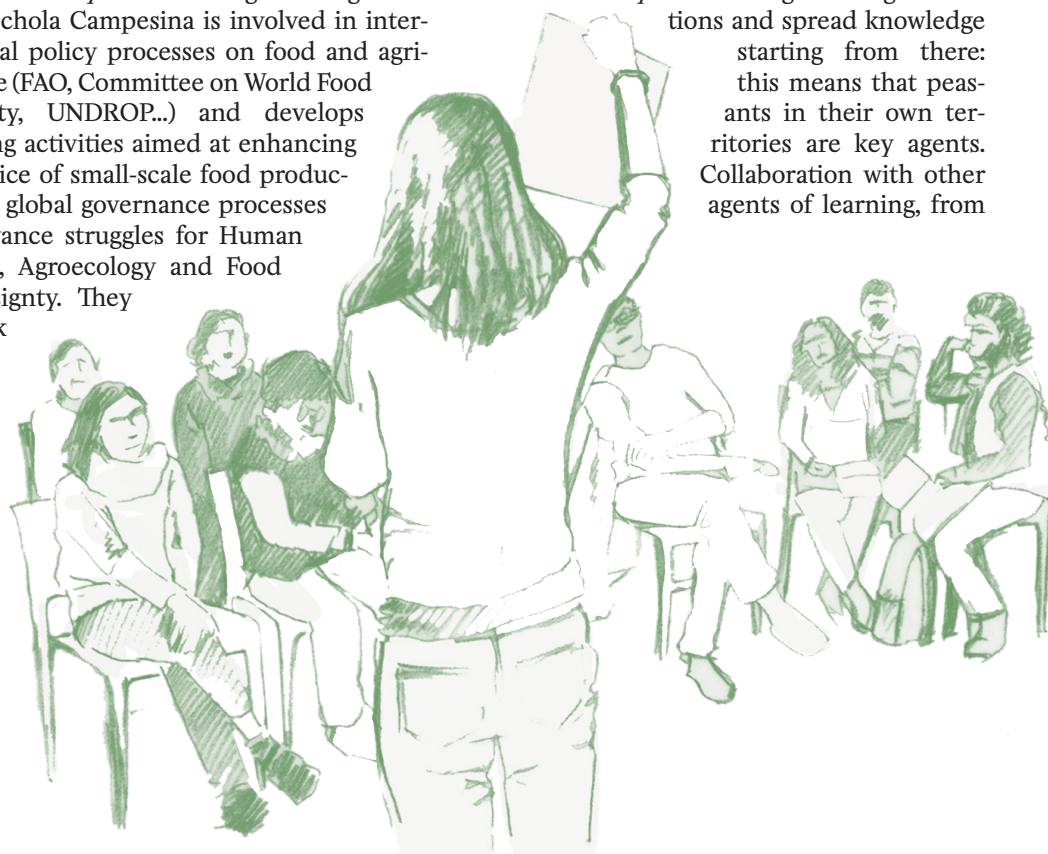 chola Campesina is involved in inter-
al policy processes on food and agri-
e (FAO, Committee on World Food
ty, UNDROP...) and develops
ng activities aimed at enhancing
ice of small-scale food produc-
global governance processes
vance struggles for Human
, Agroecology and Food
ignty. They
k
tions and spread knowledge
starting from there:
this means that peas-
ants in their own ter-
ritories are key agents.
Collaboration with other
agents of learning, from